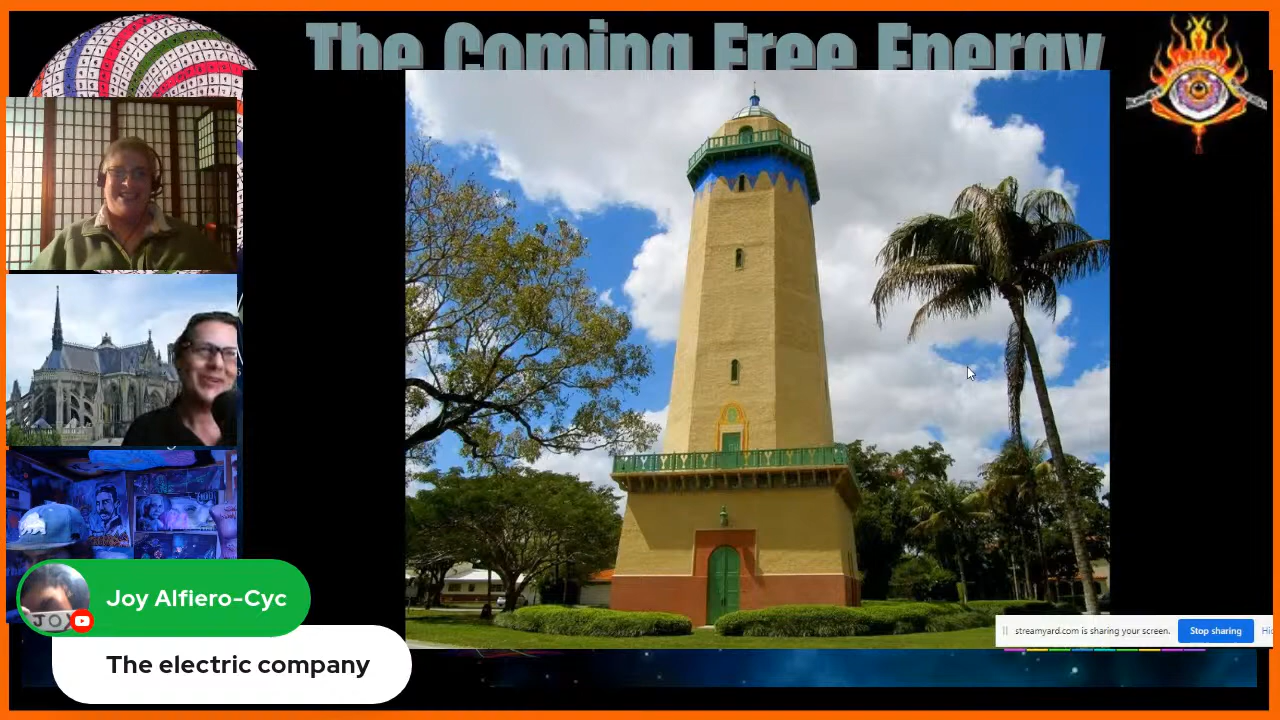 The Coming Free Energy
Joy Alfiero-Cyc
The electric company
streamyard.com is sharing your screen.
Stop sharing